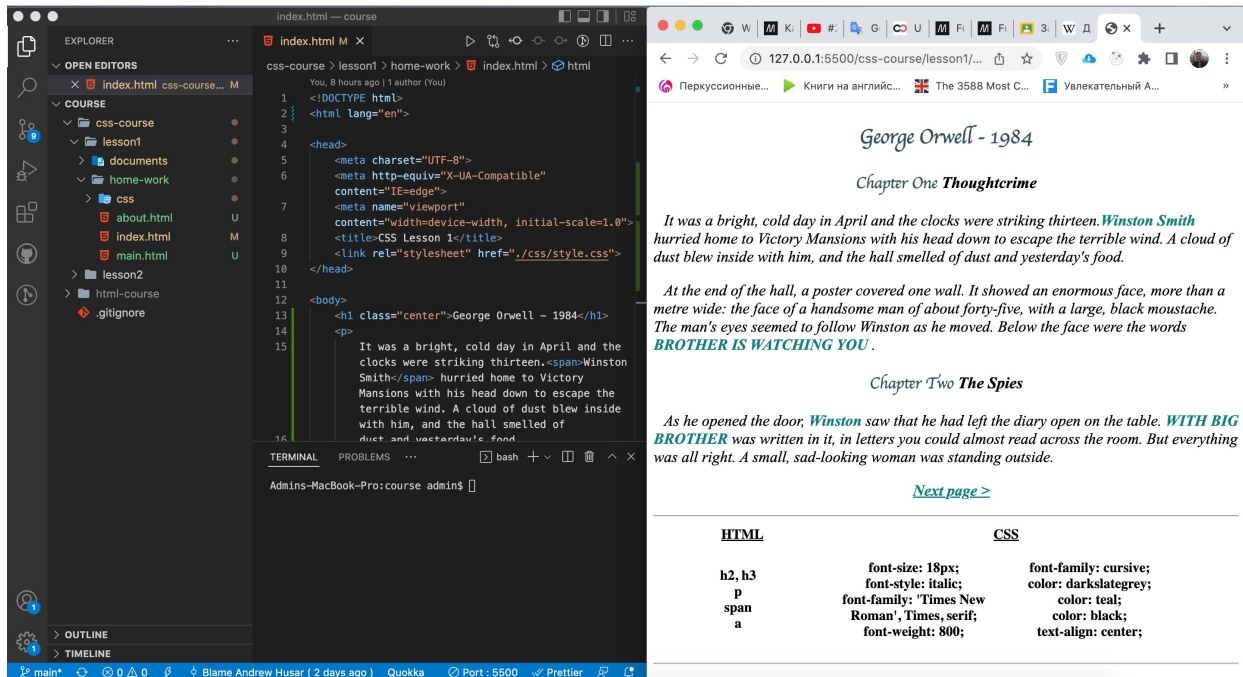 index.html — course
EXPLORER
OPEN EDITORS
index.html css-course... M
COURSE
css-course
lesson1
documents
home-work
css
about.html U
index.html M
main.html U
lesson2
html-course
.gitignore
9
1
1
OUTLINE
TIMELINE
index.html M
css-course > lesson1 > home-work > index.html > html
You, 8 hours ago | 1 author (You)
1 <!DOCTYPE html>
2 <html lang="en">
3
4 <head>
5 <meta charset="UTF-8">
6 <meta http-equiv="X-UA-Compatible"
content="IE=edge">
7 <meta name="viewport"
content="width=device-width, initial-scale=1.0">
8 <title>CSS Lesson 1</title>
9 <link rel="stylesheet" href="./css/style.css">
10 </head>
11
12 <body>
13 <h1 class="center">George Orwell – 1984</h1>
14 <p>
15 It was a bright, cold day in April and the
clocks were striking thirteen.<span>Winston
Smith</span> hurried home to Victory
Mansions with his head down to escape the
terrible wind. A cloud of dust blew inside
with him, and the hall smelled of
16 dust and yesterday's food.
TERMINAL PROBLEMS ... bash
Admins-MacBook-Pro:course admin$
main* 0 0 Blame Andrew Husar ( 2 days ago ) Quokka Port : 5500 Prettier
W Ка #: G U Fu Fu За Д
127.0.0.1:5500/css-course/lesson1/...
Перкуссионные... Книги на английс... The 3588 Most C... Увлекательный A... »
George Orwell - 1984
Chapter One Thoughtcrime
It was a bright, cold day in April and the clocks were striking thirteen.Winston Smith
hurried home to Victory Mansions with his head down to escape the terrible wind. A cloud of
dust blew inside with him, and the hall smelled of dust and yesterday's food.
At the end of the hall, a poster covered one wall. It showed an enormous face, more than a
metre wide: the face of a handsome man of about forty-five, with a large, black moustache.
The man's eyes seemed to follow Winston as he moved. Below the face were the words
BROTHER IS WATCHING YOU .
Chapter Two The Spies
As he opened the door, Winston saw that he had left the diary open on the table. WITH BIG
BROTHER was written in it, in letters you could almost read across the room. But everything
was all right. A small, sad-looking woman was standing outside.
Next page >
HTML CSS
h2, h3
p
span
a
font-size: 18px;
font-style: italic;
font-family: 'Times New
Roman', Times, serif;
font-weight: 800;
font-family: cursive;
color: darkslategrey;
color: teal;
color: black;
text-align: center;